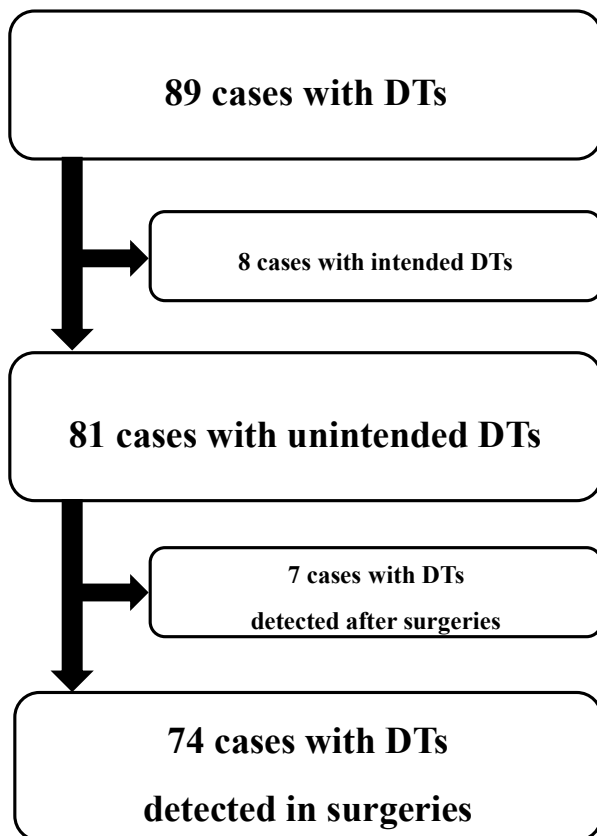 89 cases with DTs
8 cases with intended DTs
81 cases with unintended DTs
7 cases with DTs
detected after surgeries
74 cases with DTs
detected in surgeries